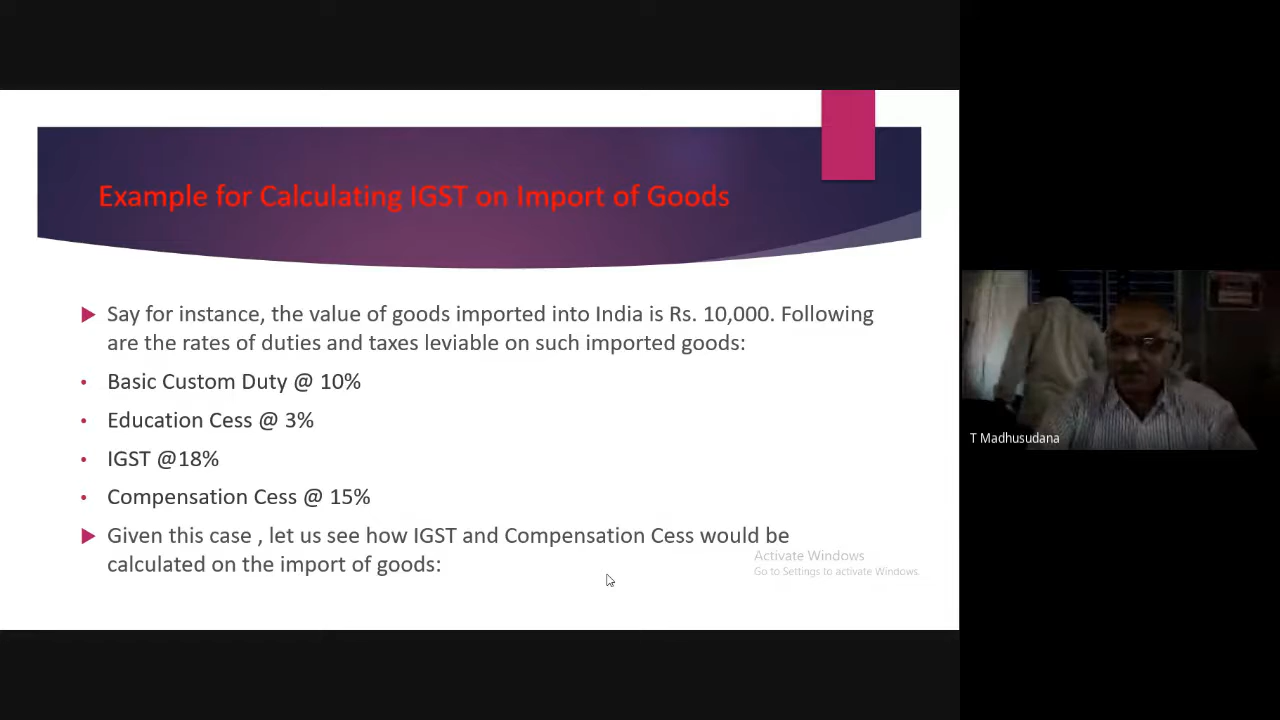 Example for Calculating IGST on Import of Goods
Say for instance, the value of goods imported into India is Rs. 10,000. Following
are the rates of duties and taxes leviable on such imported goods:
Basic Custom Duty @ 10%
Education Cess @ 3%
IGST @18%
Compensation Cess @ 15%
Given this case , let us see how IGST and Compensation Cess would be
calculated on the import of goods:
Activate Windows
Go to Settings to activate Windows.
T Madhusudana